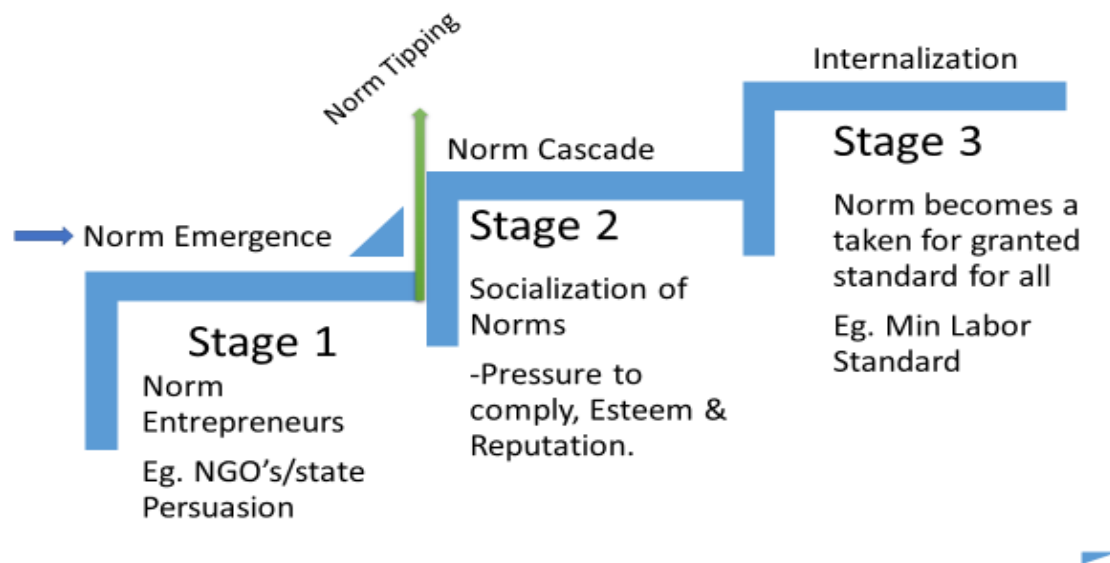 Norm Emergence
Stage 1
Norm
Entrepreneurs
Eg. NGO’s/state
Persuasion
Norm Tipping
Norm Cascade
Stage 2
Socialization of
Norms
-Pressure to
comply, Esteem &
Reputation.
Internalization
Stage 3
Norm becomes a
taken for granted
standard for all
Eg. Min Labor
Standard